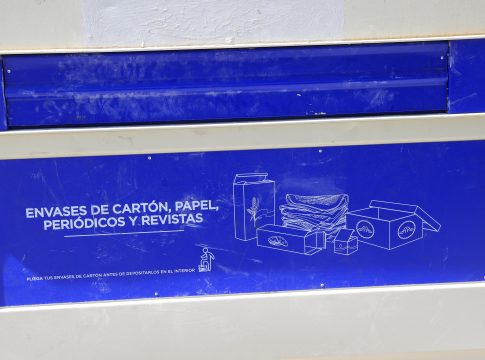 ENVASES DE CARTÓN, PAPEL,
PERIÓDICOS Y REVISTAS
PLIEGA TUS ENVASES DE CARTÓN ANTES DE DEPOSITARLOS EN EL INTERIOR